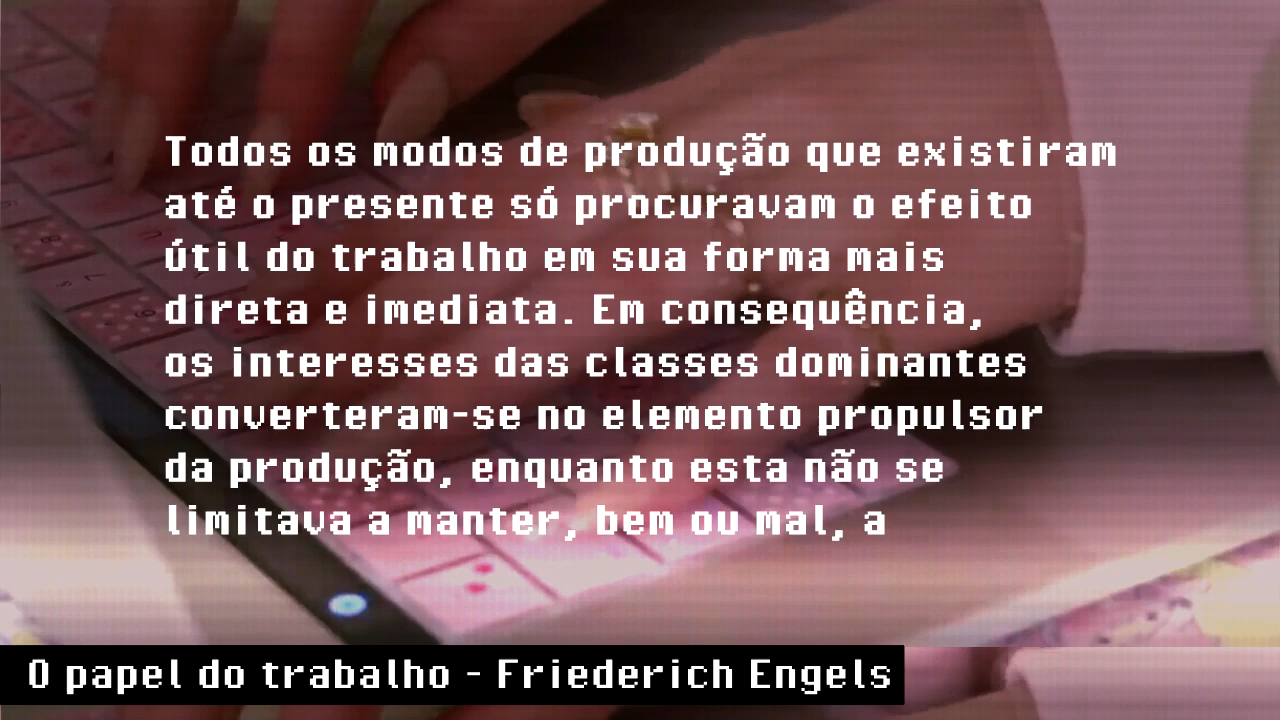 Todos os modos de produção que existiram
até o presente só procuravam o efeito
útil do trabalho em sua forma mais
direta e imediata. Em consequência,
os interesses das classes dominantes
converteram-se no elemento propulsor
da produção, enquanto esta não se
limitava a manter, bem ou mal, a
O papel do trabalho - Friederich Engels